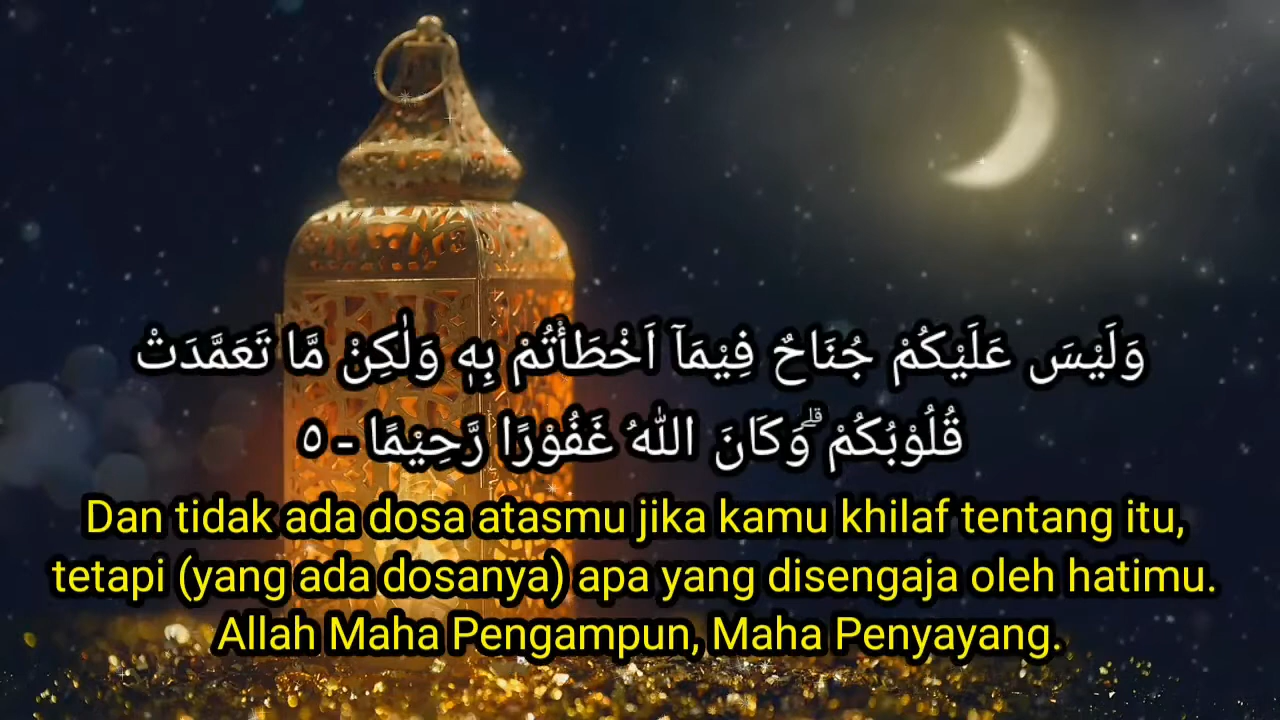 وَلَيْسَ عَلَيْكُمْ جُنَاحٌ فِيْمَآ اَخْطَأْتُمْ بِهٖ وَلٰكِنْ مَّا تَعَمَّدَتْ
قُلُوْبُكُمْ ۗوَكَانَ اللّٰهُ غَفُوْرًا رَّحِيْمًا - ٥
Dan tidak ada dosa atasmu jika kamu khilaf tentang itu,
tetapi (yang ada dosanya) apa yang disengaja oleh hatimu.
Allah Maha Pengampun, Maha Penyayang.